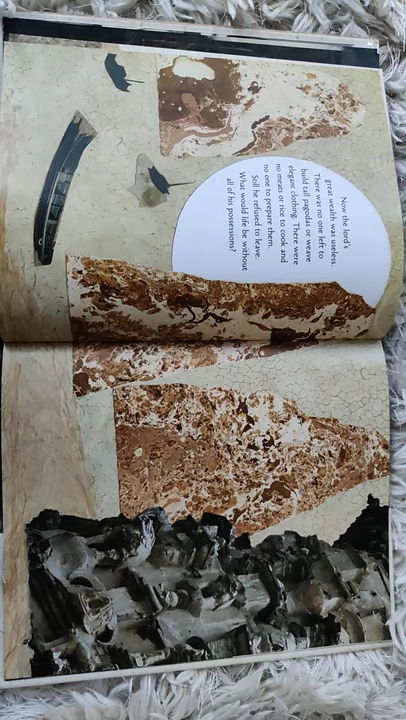 Now the lord's
great wealth was useless.
There was no one left to
build tall pagodas or weave
elegant clothing. There were
no meats or rice to cook and
no one to prepare them.
Still he refused to leave.
What would life be without
all of his possessions?